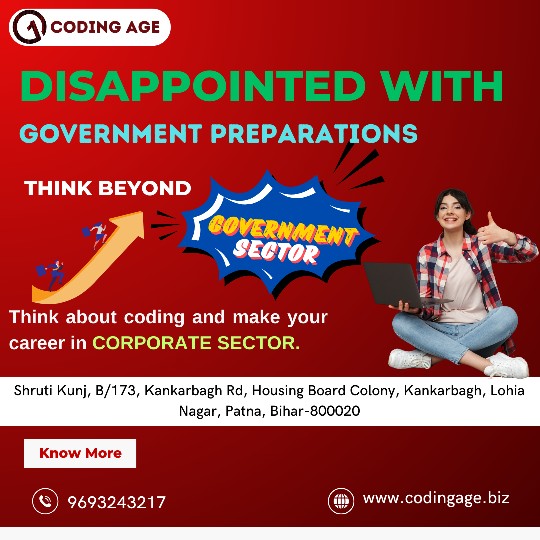 CODING AGE
DISAPPOINTED WITH
GOVERNMENT PREPARATIONS
THINK BEYOND
GOVERNMENT
SECTOR
Think about coding and make your
career in CORPORATE SECTOR.
Shruti Kunj, B/173, Kankarbagh Rd, Housing Board Colony, Kankarbagh, Lohia
Nagar, Patna, Bihar-800020
Know More
9693243217
www.codingage.biz